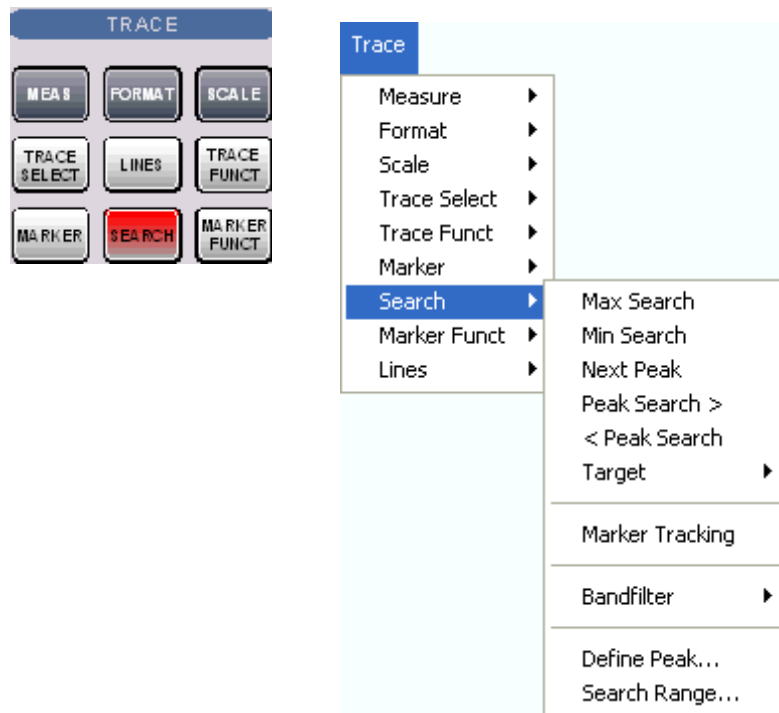 TRACE
MEAS
FORMAT
SCALE
TRACE
SELECT
LINES
TRACE
FUNCT
MARKER
SEARCH
MARKER
FUNCT
Trace
Measure
Format
Scale
Trace Select
Trace Funct
Marker
Search
Marker Funct
Lines
Max Search
Min Search
Next Peak
Peak Search >
< Peak Search
Target
Marker Tracking
Bandfilter
Define Peak...
Search Range...